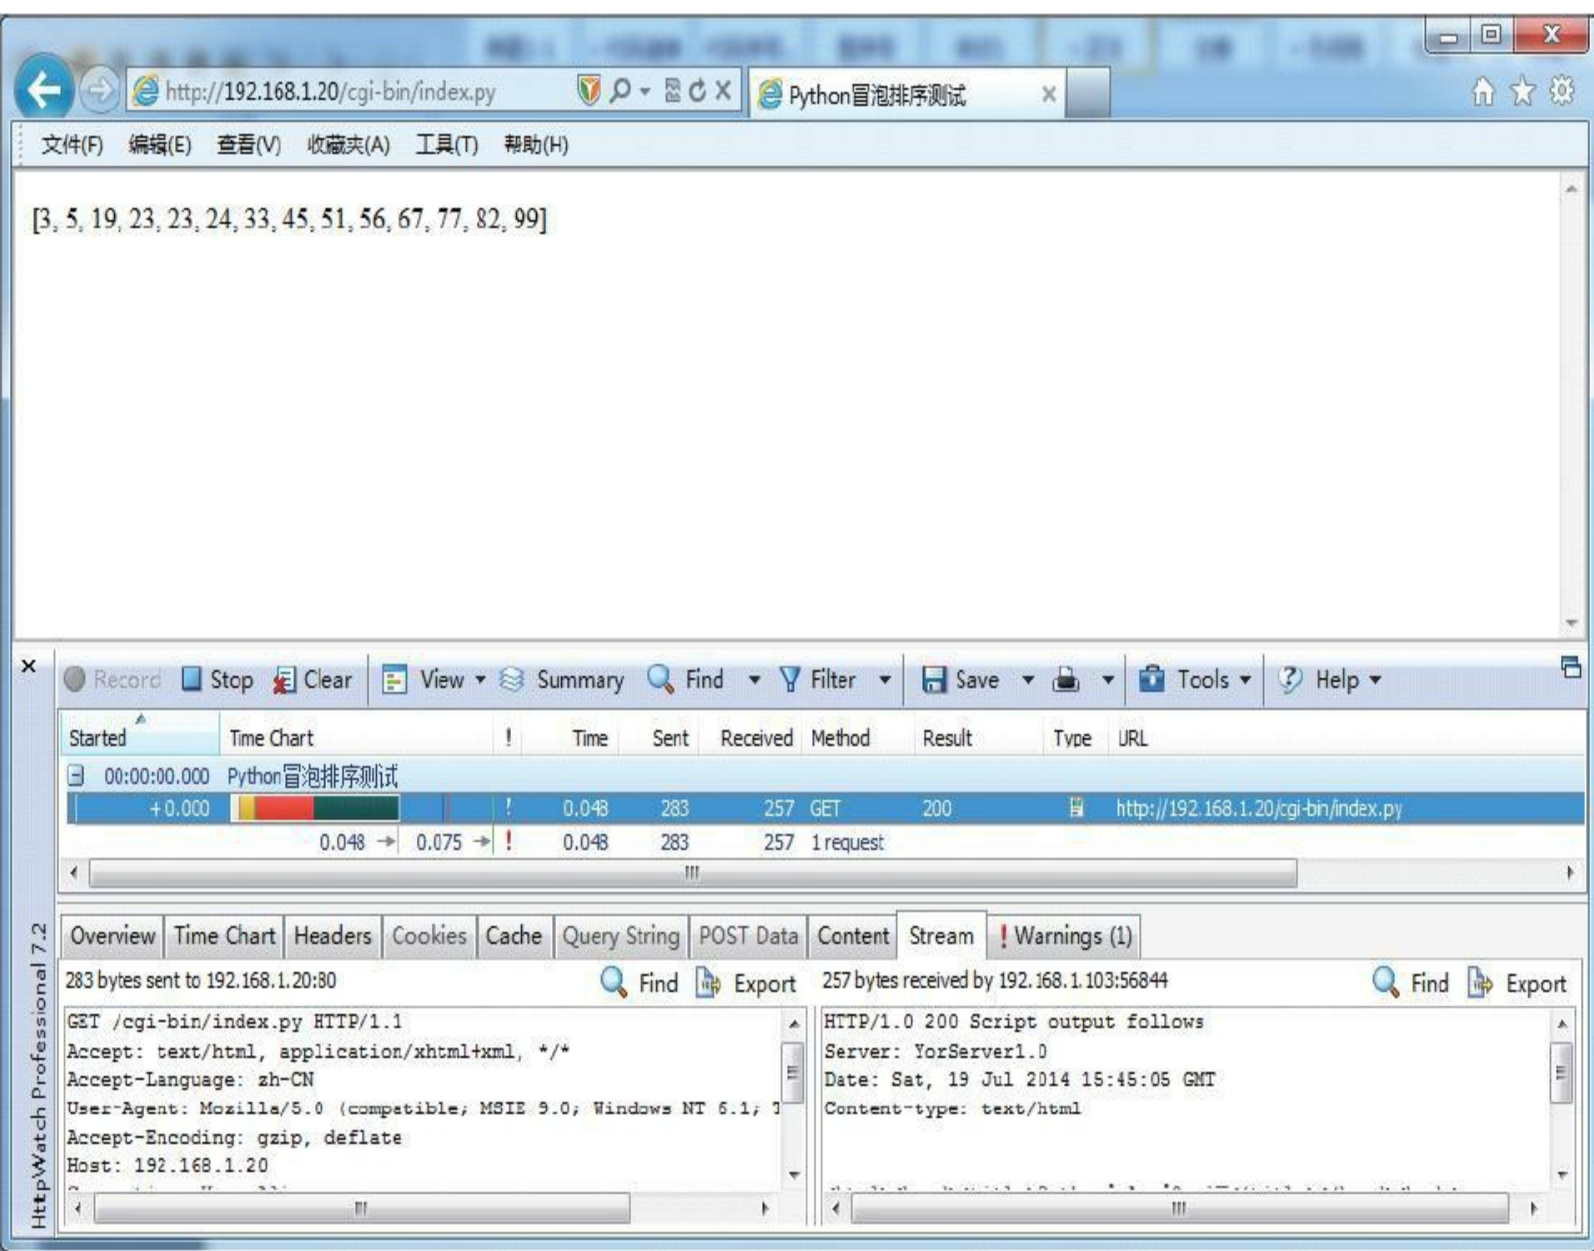 http://192.168.1.20/cgi-bin/index.py
Python冒泡排序测试
文件(F) 编辑(E) 查看(V) 收藏夹(A) 工具(T) 帮助(H)
[3, 5, 19, 23, 23, 24, 33, 45, 51, 56, 67, 77, 82, 99]
Record Stop Clear View Summary Find Filter Save Tools Help
Started Time Chart ! Time Sent Received Method Result Type URL
00:00:00.000 Python冒泡排序测试
+0.000 ! 0.048 283 257 GET 200 http://192.168.1.20/cgi-bin/index.py
0.048 0.075 ! 0.048 283 257 1 request
Overview Time Chart Headers Cookies Cache Query String POST Data Content Stream ! Warnings (1)
283 bytes sent to 192.168.1.20:80 Find Export
257 bytes received by 192.168.1.103:56844 Find Export
GET /cgi-bin/index.py HTTP/1.1
Accept: text/html, application/xhtml+xml, */*
Accept-Language: zh-CN
User-Agent: Mozilla/5.0 (compatible; MSIE 9.0; Windows NT 6.1;
Accept-Encoding: gzip, deflate
Host: 192.168.1.20
HTTP/1.0 200 Script output follows
Server: YorServer1.0
Date: Sat, 19 Jul 2014 15:45:05 GMT
Content-type: text/html
HttpWatch Professional 7.2